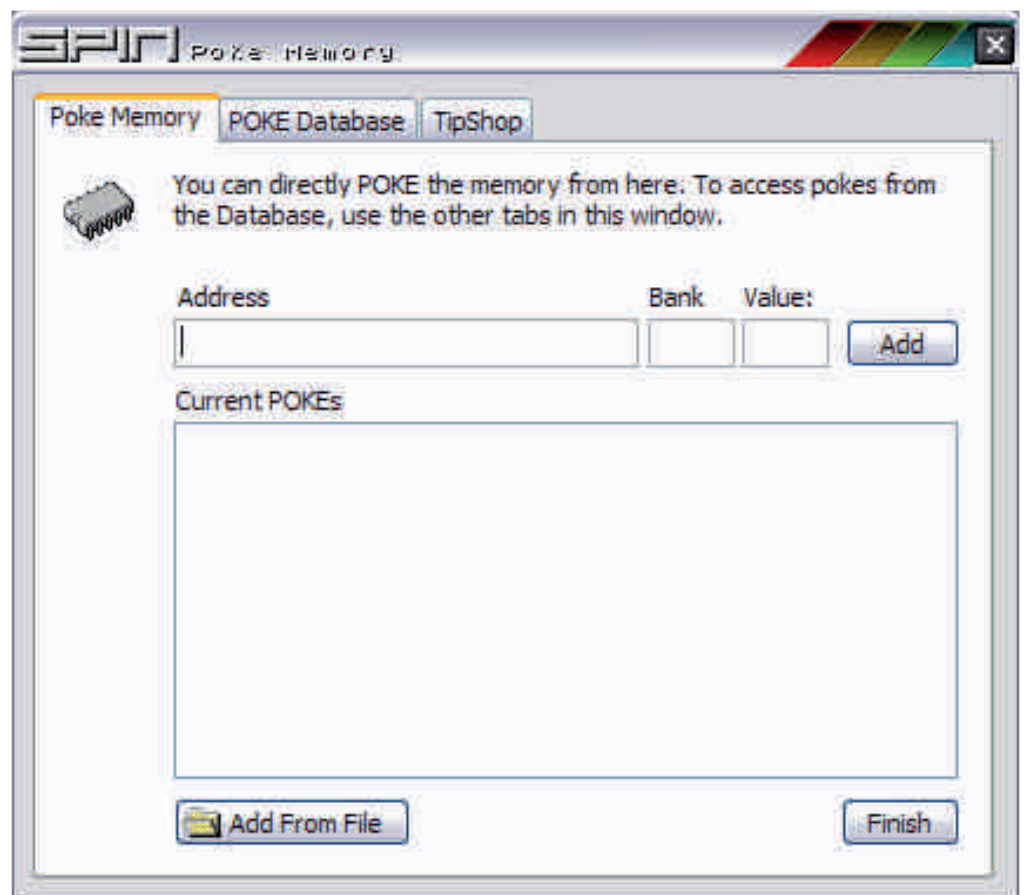 SPIN Poke Memory
Poke Memory POKE Database TipShop
You can directly POKE the memory from here. To access pokes from
the Database, use the other tabs in this window.
Address Bank Value:
Add
Current POKEs
Add From File Finish